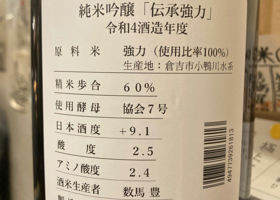 純米吟醸「伝承強力」
令和4酒造年度
原料米 強力(使用比率100%)
生産地:倉吉市小鴨川水系
精米歩合 60%
使用酵母 協会7号
日本酒度 +9.1
酸度 2.5
アミノ酸度 2.4
酒米生産者 数馬 豊
4947739261813